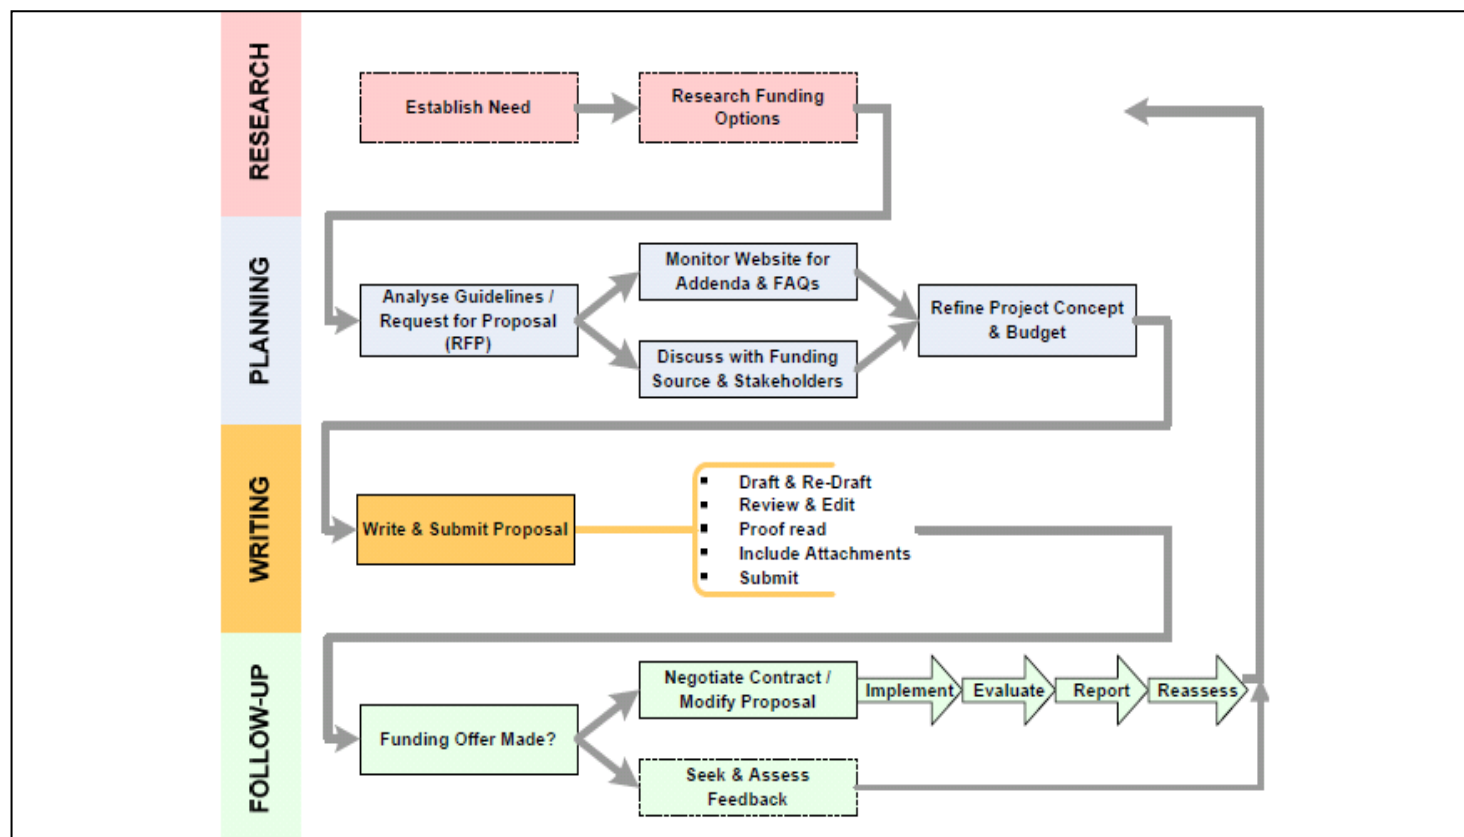 RESEARCH
Establish Need
Research Funding
Options
PLANNING
Analyse Guidelines /
Request for Proposal
(RFP)
Monitor Website for
Addenda & FAQs
Discuss with Funding
Source & Stakeholders
Refine Project Concept
& Budget
WRITING
Write & Submit Proposal
▪ Draft & Re-Draft
▪ Review & Edit
▪ Proof read
▪ Include Attachments
▪ Submit
FOLLOW-UP
Funding Offer Made?
Negotiate Contract /
Modify Proposal
Implement
Evaluate
Report
Reassess
Seek & Assess
Feedback